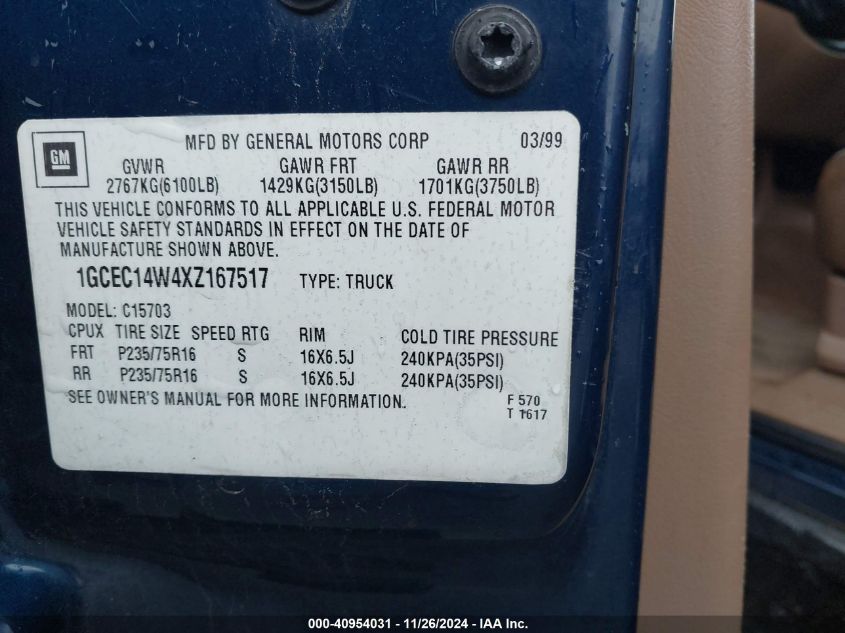 MFD BY GENERAL MOTORS CORP 03/99
GM
GVWR GAWR FRT GAWR RR
2767KG(6100LB) 1429KG(3150LB) 1701KG(3750LB)
THIS VEHICLE CONFORMS TO ALL APPLICABLE U.S. FEDERAL MOTOR
VEHICLE SAFETY STANDARDS IN EFFECT ON THE DATE OF
MANUFACTURE SHOWN ABOVE.
1GCEC14W4XZ167517 TYPE: TRUCK
MODEL: C15703
CPUX TIRE SIZE SPEED RTG RIM COLD TIRE PRESSURE
FRT P235/75R16 S 16X6.5J 240KPA(35PSI)
RR P235/75R16 S 16X6.5J 240KPA(35PSI)
SEE OWNER'S MANUAL FOR MORE INFORMATION.
F 570
T 1617
000-40954031 - 11/26/2024 - IAA Inc.